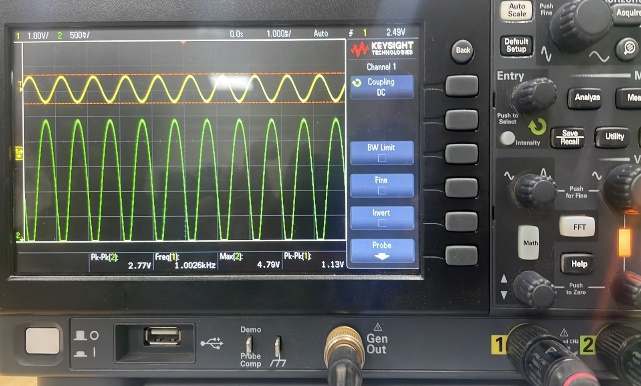 1 1.00V/ 2 500⅟ 0.0s 1.000⅟ Auto 1 2.49V
KEYSIGHT
TECHNOLOGIES
Channel 1
Coupling
DC
BW Limit
Fine
Invert
Probe
Pk-Pk(2): Freq(1): Max(2): Pk-Pk(1):
2.77V 1.0026kHz 4.79V 1.13V
Back
Auto
Scale
Default
Setup
Push
Fine
Acquire
Entry
Push to
Select
Intensity
Analyze
Save
Recall
Utility
Push
for Fine
Math
FFT
Help
Push
to Zero
Demo
Probe
Comp
Gen
Out
1
2